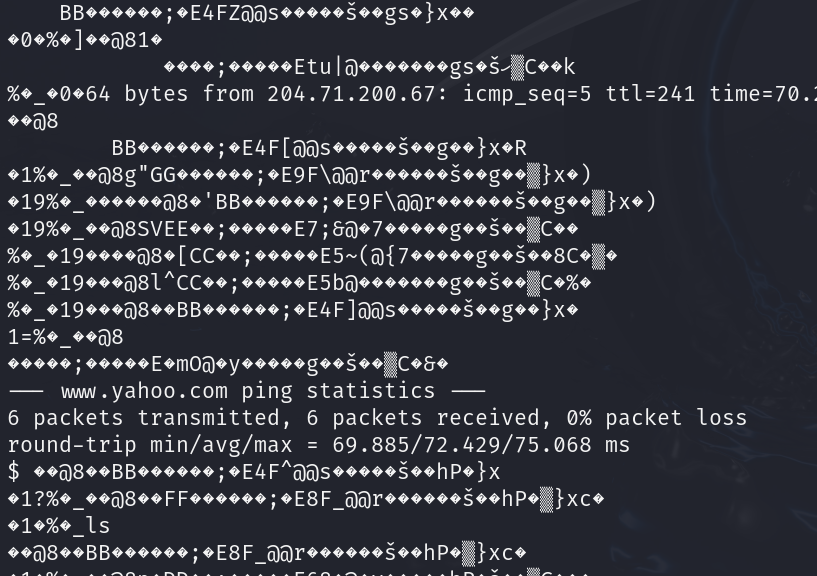 BB������;�E4FZ@@s�����š��gs�}x��
�0�%�]��@81�
����;�����Etu|@�������gs�š▒C��k
%�_�0�64 bytes from 204.71.200.67: icmp_seq=5 ttl=241 time=70.2
��@8
BB������;�E4F[@@s�����š��g��}x�R
�1%�_��@8g"GG������;�E9F\@@r������š��g��▒}x�)
�19%�_������@8�'BB������;�E9F\@@r������š��g��▒}x�)
�19%�_��@8SVEE��;�����E7;&@�7�����g��š��▒C��
%�_�19����@8�[CC��;�����E5~(@{7�����g��š��8C�▒�
%�_�19���@8l^CC��;�����E5b@�������g��š��▒C�%�
%�_�19���@8��BB������;�E4F]@@s�����š��g��}x�
1=%�_��@8
�����;�����E�mO@�y�����g��š��▒C�&�
--- www.yahoo.com ping statistics ---
6 packets transmitted, 6 packets received, 0% packet loss
round-trip min/avg/max = 69.885/72.429/75.068 ms
$ ��@8��BB������;�E4F^@@s�����š��hP�}x
�1?%�_��@8��FF������;�E8F_@@r������š��hP�▒}xc�
�1�%�_ls
��@8��BB������;�E8F_@@r������š��hP�▒}xc�